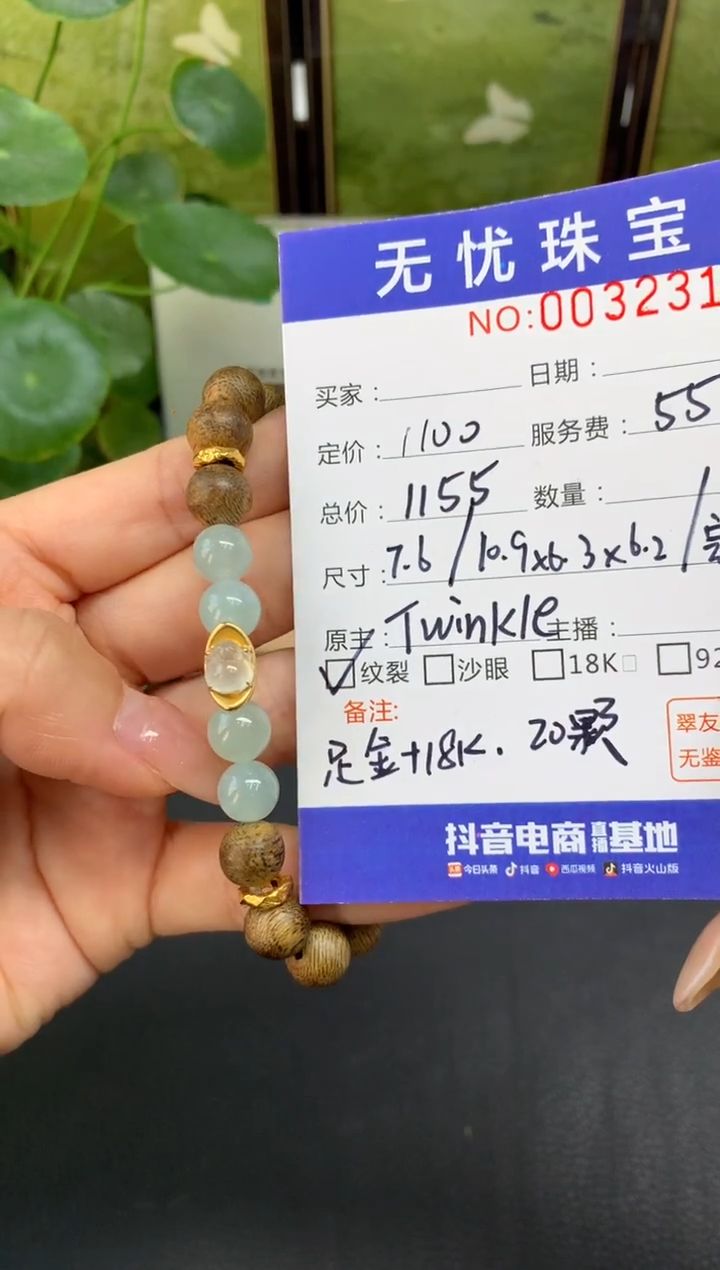 无忧珠宝
NO:003231
买家： 日期：
定价：1100 服务费：55
总价：1155 数量：
尺寸：7.6/10.9x6.3x6.2/
原主：Twinkle 主播：
☑纹裂 □沙眼 □18K□ □92
备注： 翠友
足金+18K. 20颗 无鉴
抖音电商直播基地
今日头条 抖音 西瓜视频 抖音火山版